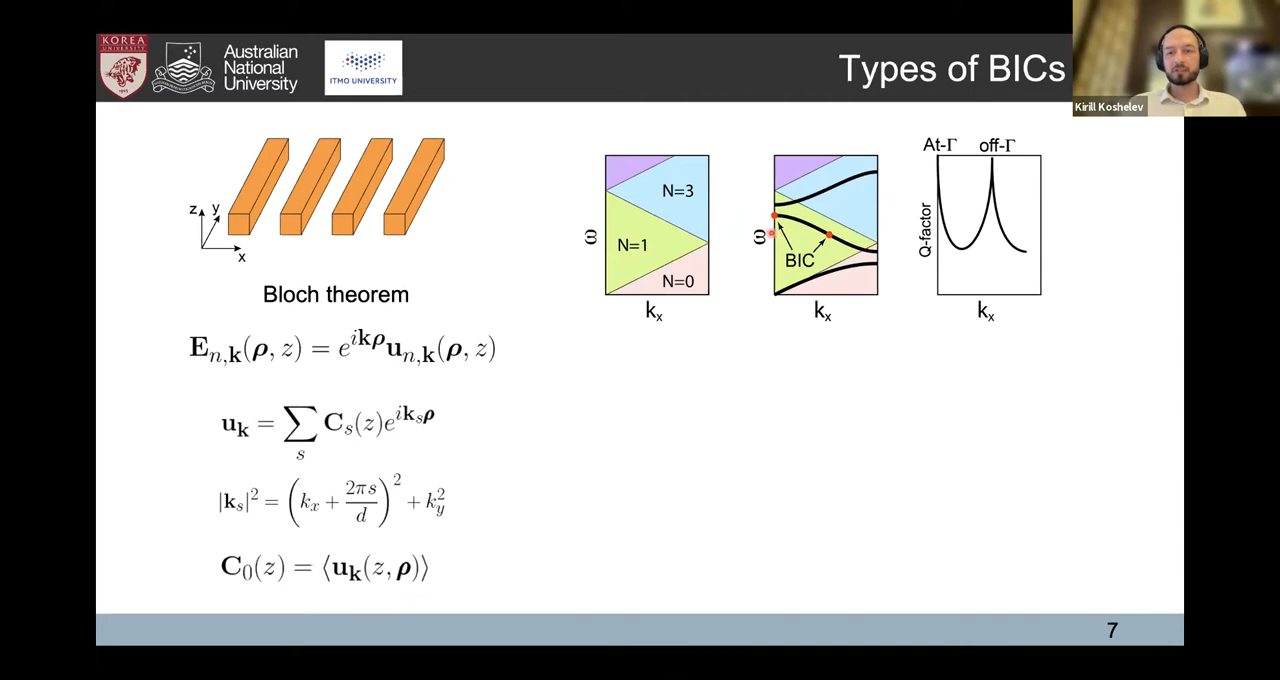 KOREA
UNIVERSITY
Australian
National
University
ITMO UNIVERSITY
Types of BICs
Kirill Koshelev
z
y
x
Bloch theorem
E_{n,k}(ρ, z) = e^{ikρ}u_{n,k}(ρ, z)
u_k = ∑_s C_s(z)e^{ik_sρ}
|k_s|² = (k_x + 2πs/d)² + k_y²
C_0(z) = ⟨u_k(z, ρ)⟩
ω
N=3
N=1
N=0
k_x
ω
BIC
k_x
At-Γ off-Γ
Q-factor
k_x
7